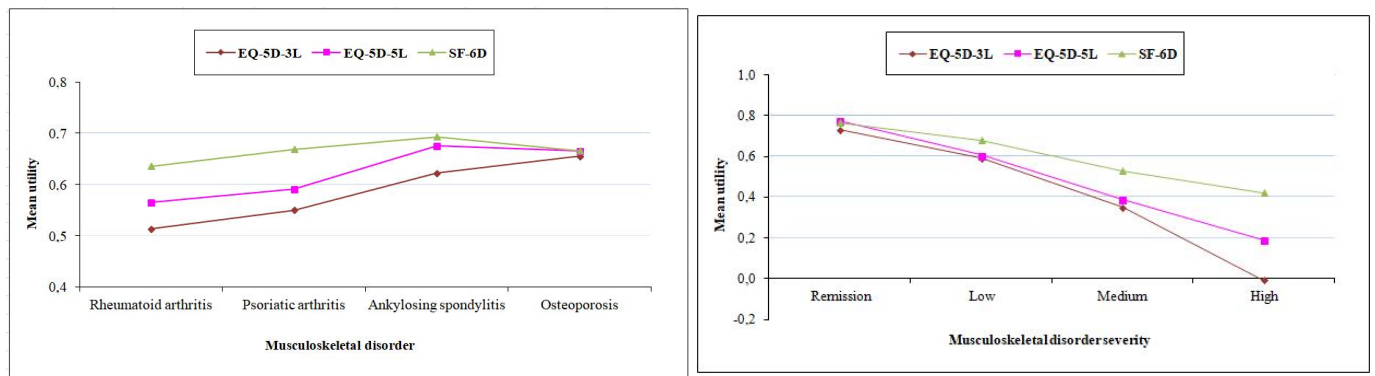 EQ-5D-3L EQ-5D-5L SF-6D
0,8
0,7
0,6
0,5
0,4
Mean utility
Rheumatoid arthritis Psoriatic arthritis Ankylosing spondylitis Osteoporosis
Musculoskeletal disorder
EQ-5D-3L EQ-5D-5L SF-6D
1,0
0,8
0,6
0,4
0,2
0,0
-0,2
Mean utility
Remission Low Medium High
Musculoskeletal disorder severity